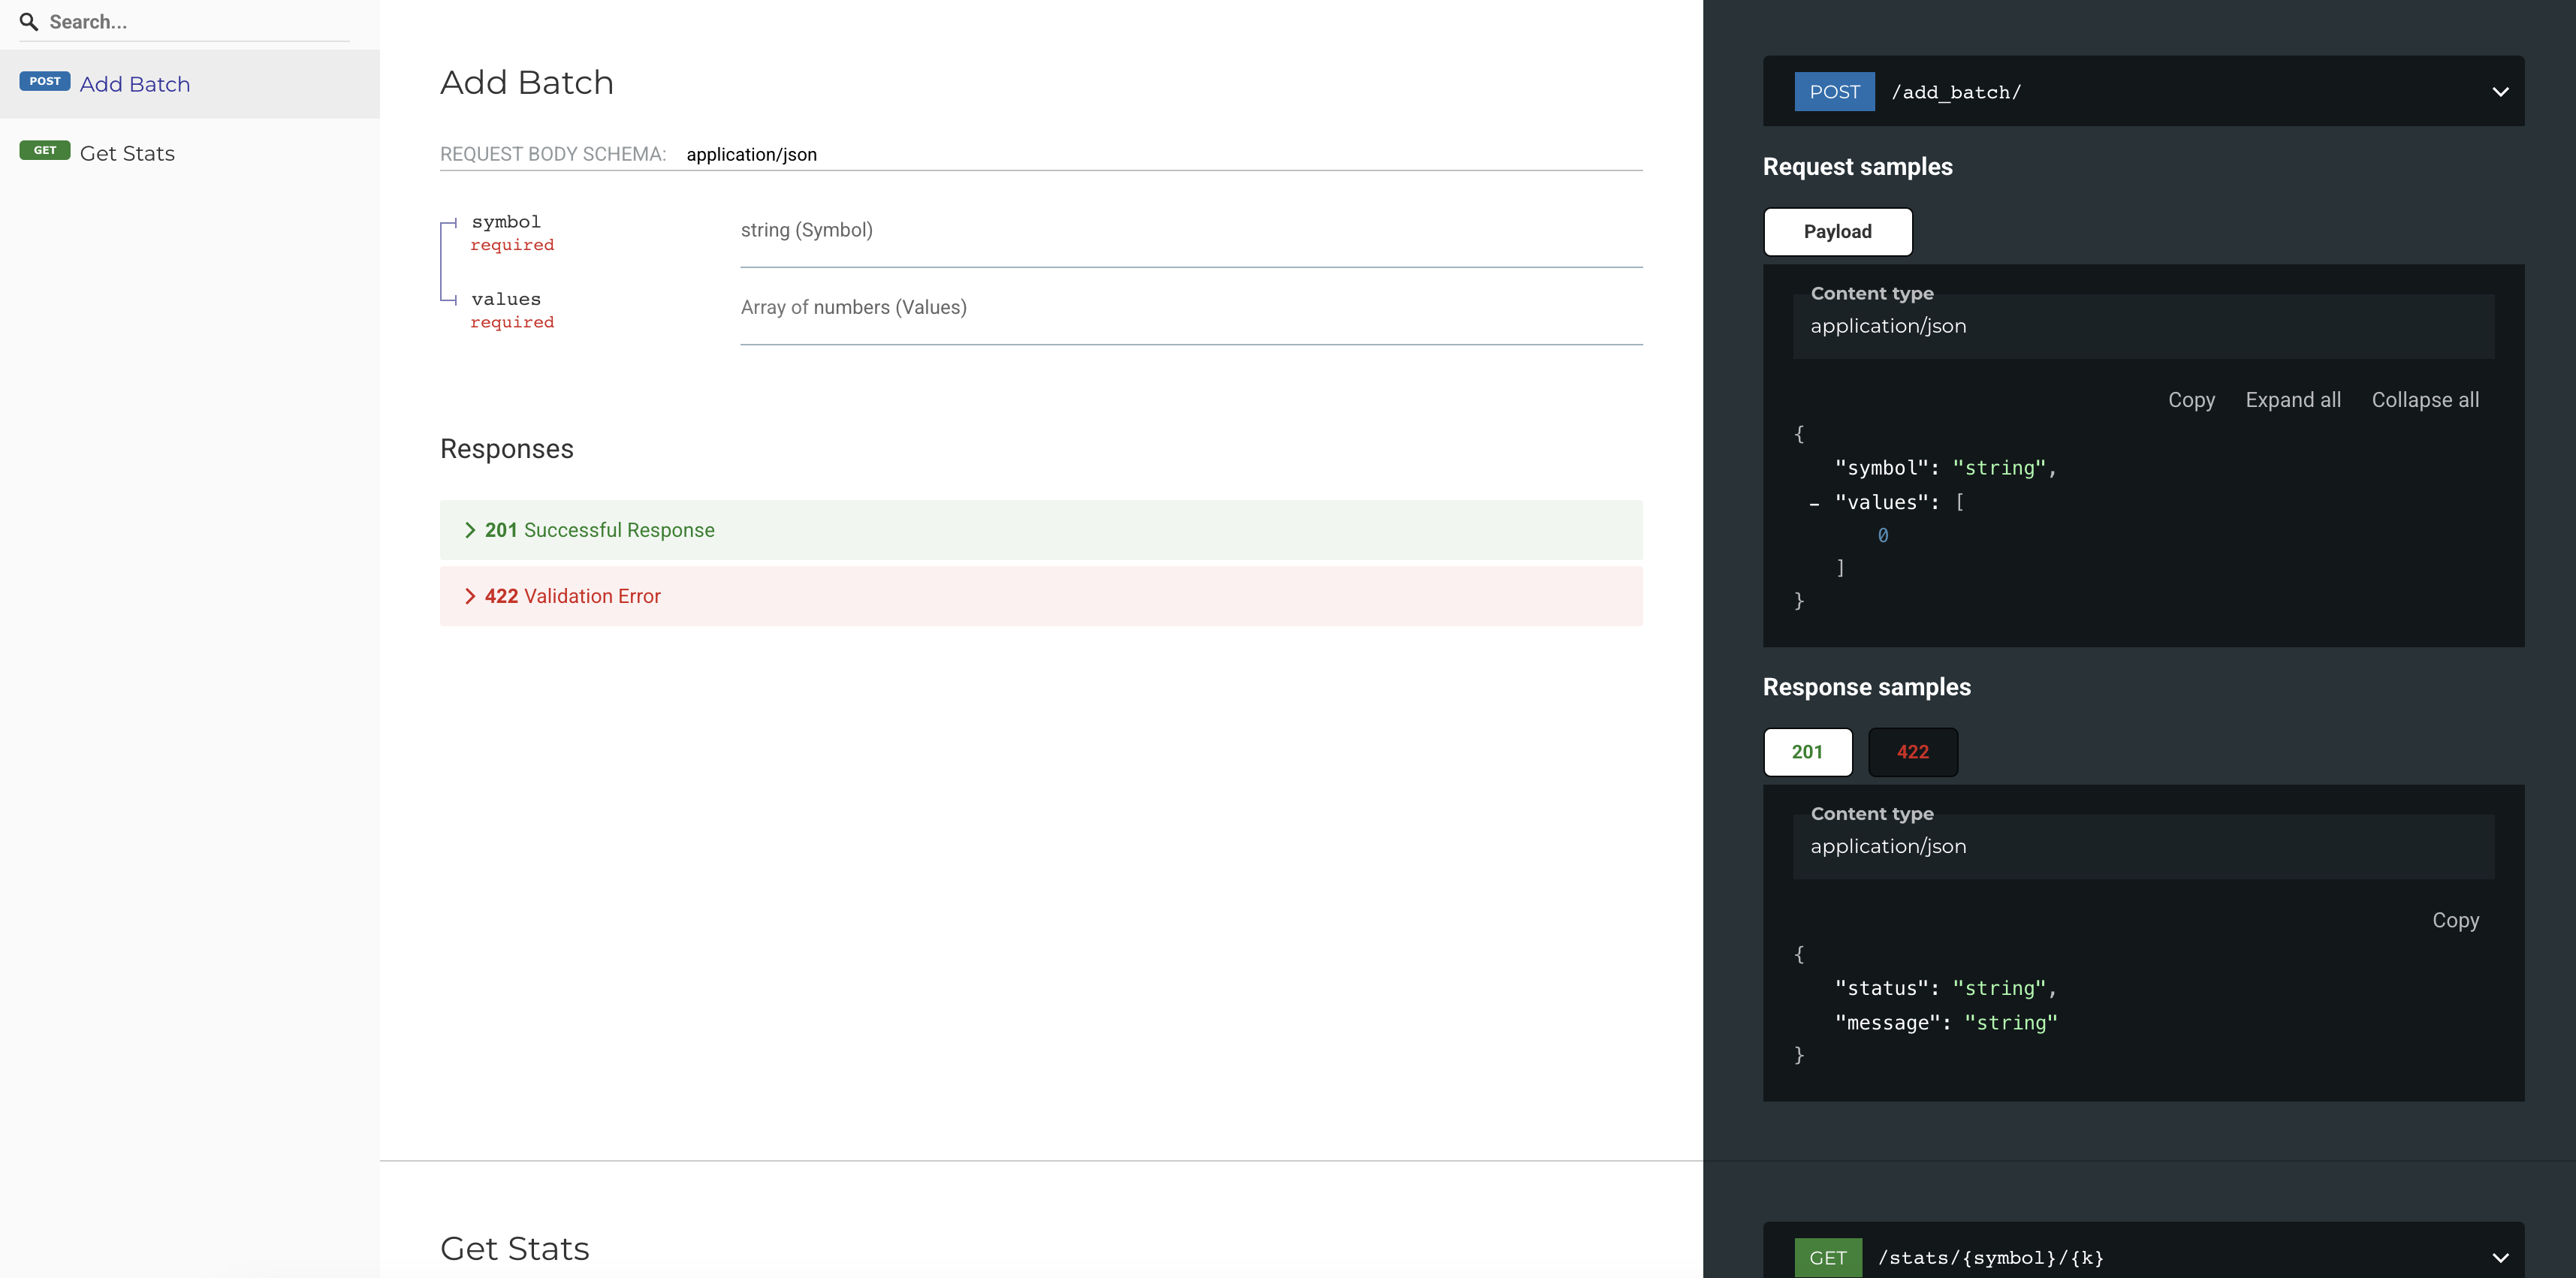 Search...
POST Add Batch
GET Get Stats
Add Batch
REQUEST BODY SCHEMA: application/json
symbol
required
string (Symbol)
values
required
Array of numbers (Values)
Responses
201 Successful Response
422 Validation Error
POST /add_batch/
Request samples
Payload
Content type
application/json
Copy Expand all Collapse all
{
"symbol": "string",
- "values": [
0
]
}
Response samples
201 422
Content type
application/json
Copy
{
"status": "string",
"message": "string"
}
Get Stats
GET /stats/{symbol}/{k}